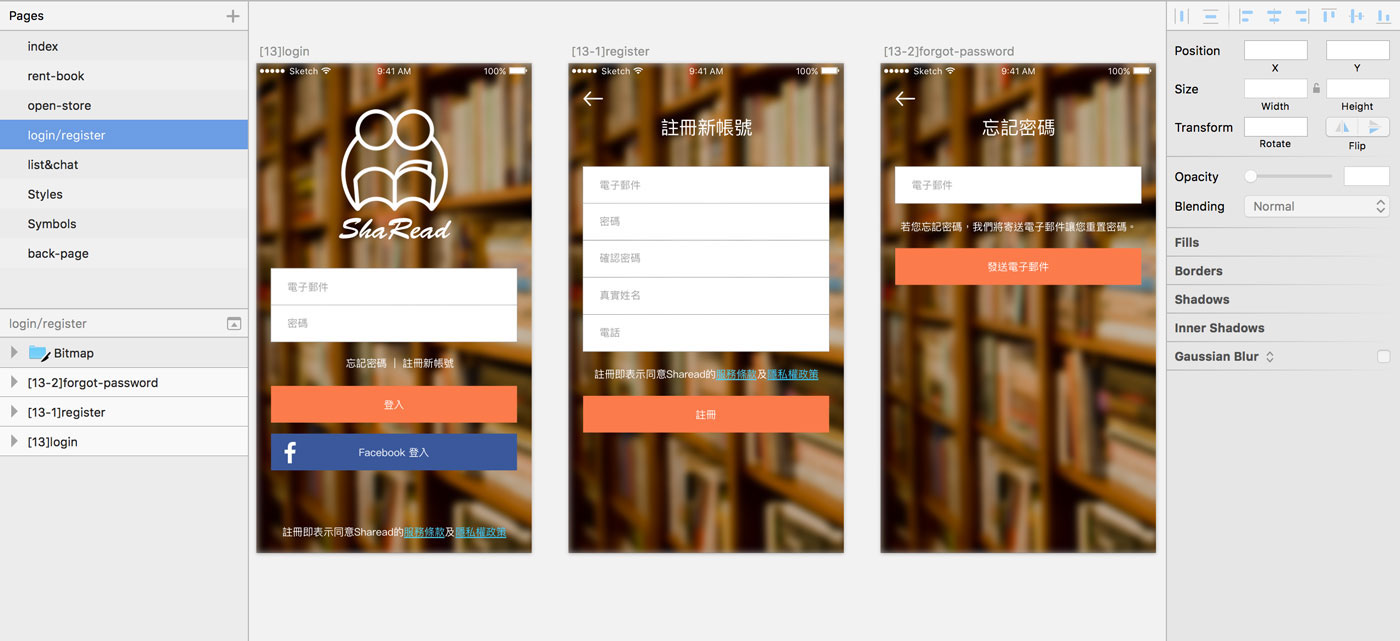 Pages
index
rent-book
open-store
login/register
list&chat
Styles
Symbols
back-page
login/register
Bitmap
[13-2]forgot-password
[13-1]register
[13]login
[13]login
Sketch 9:41 AM 100%
ShaRead
電子郵件
密碼
忘記密碼 | 註冊新帳號
登入
Facebook 登入
註冊即表示同意Sharead的服務條款及隱私權政策
[13-1]register
Sketch 9:41 AM 100%
註冊新帳號
電子郵件
密碼
確認密碼
真實姓名
電話
註冊即表示同意Sharead的服務條款及隱私權政策
註冊
[13-2]forgot-password
Sketch 9:41 AM 100%
忘記密碼
電子郵件
若您忘記密碼，我們將寄送電子郵件讓您重置密碼。
發送電子郵件
Position
X Y
Size
Width Height
Transform
Rotate Flip
Opacity
Blending Normal
Fills
Borders
Shadows
Inner Shadows
Gaussian Blur